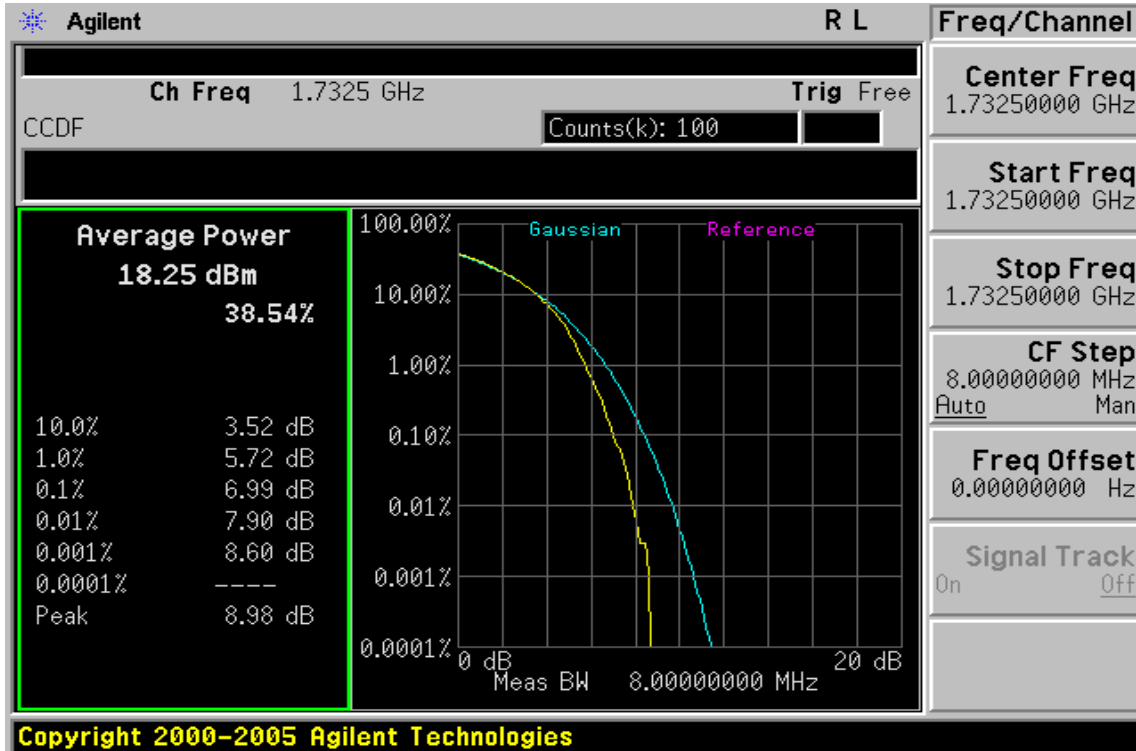 Agilent R L
Ch Freq 1.7325 GHz Trig Free
CCDF Counts(k): 100
Average Power
18.25 dBm
38.54%
10.0% 3.52 dB
1.0% 5.72 dB
0.1% 6.99 dB
0.01% 7.90 dB
0.001% 8.60 dB
0.0001% ----
Peak 8.98 dB
Gaussian Reference
100.00%
10.00%
1.00%
0.10%
0.01%
0.001%
0.0001%
0 dB 20 dB
Meas BW 8.00000000 MHz
Freq/Channel
Center Freq
1.73250000 GHz
Start Freq
1.73250000 GHz
Stop Freq
1.73250000 GHz
CF Step
8.00000000 MHz
Auto Man
Freq Offset
0.00000000 Hz
Signal Track
On Off
Copyright 2000-2005 Agilent Technologies